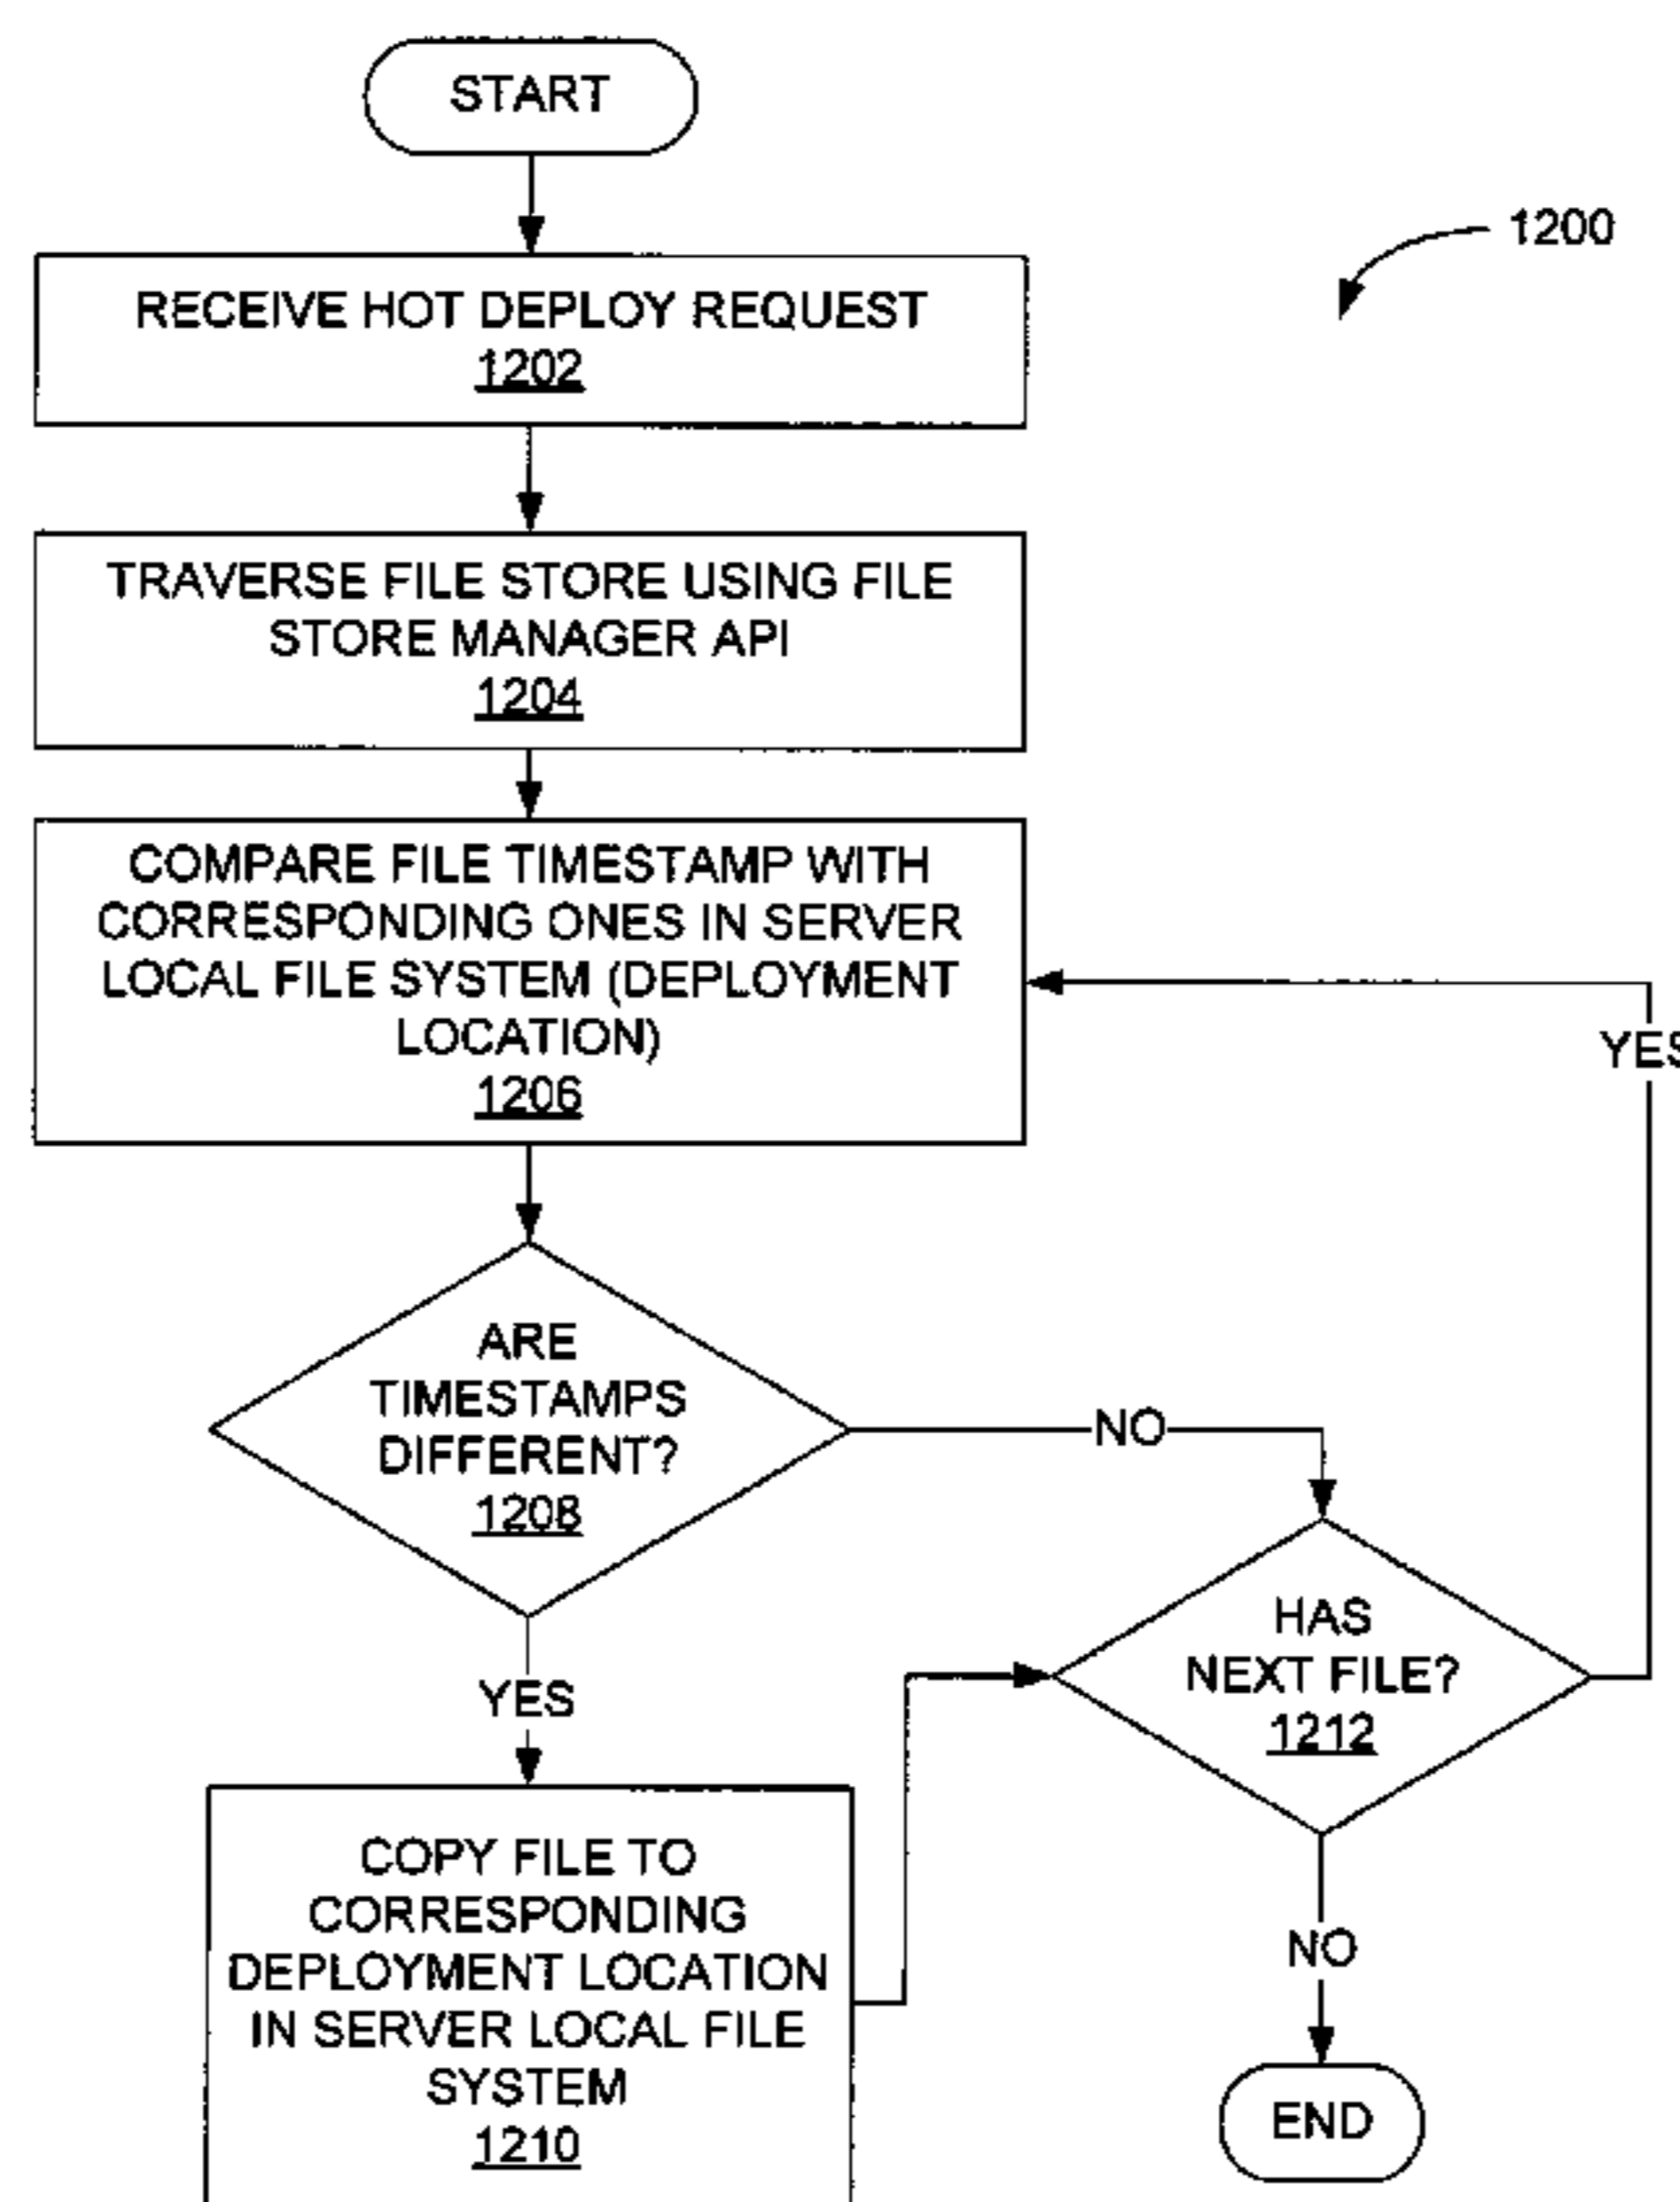 START
1200
RECEIVE HOT DEPLOY REQUEST
1202
TRAVERSE FILE STORE USING FILE
STORE MANAGER API
1204
COMPARE FILE TIMESTAMP WITH
CORRESPONDING ONES IN SERVER
LOCAL FILE SYSTEM (DEPLOYMENT
LOCATION)
1206
YES
ARE
TIMESTAMPS
DIFFERENT?
1208
NO
YES
HAS
NEXT FILE?
1212
COPY FILE TO
CORRESPONDING
DEPLOYMENT LOCATION
IN SERVER LOCAL FILE
SYSTEM
1210
NO
END